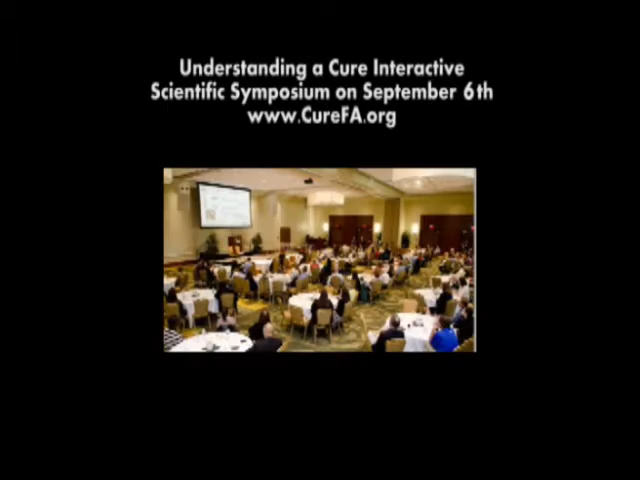 Understanding a Cure Interactive
Scientific Symposium on September 6th
www.CureFA.org